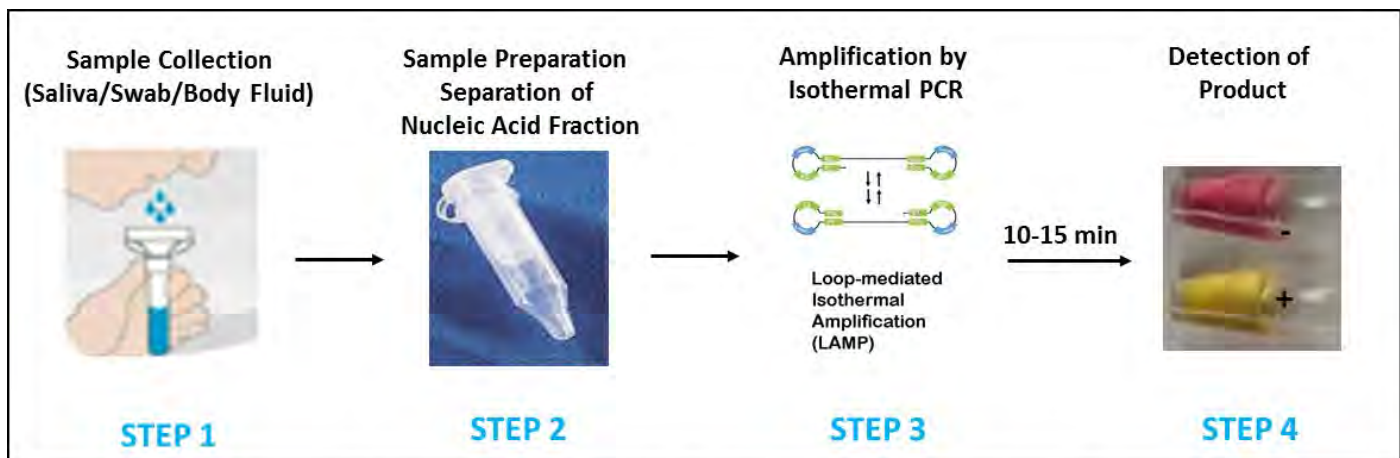 Sample Collection
(Saliva/Swab/Body Fluid)
Sample Preparation
Separation of
Nucleic Acid Fraction
Amplification by
Isothermal PCR
Detection of
Product
10-15 min
Loop-mediated
Isothermal
Amplification
(LAMP)
-
+
STEP 1
STEP 2
STEP 3
STEP 4